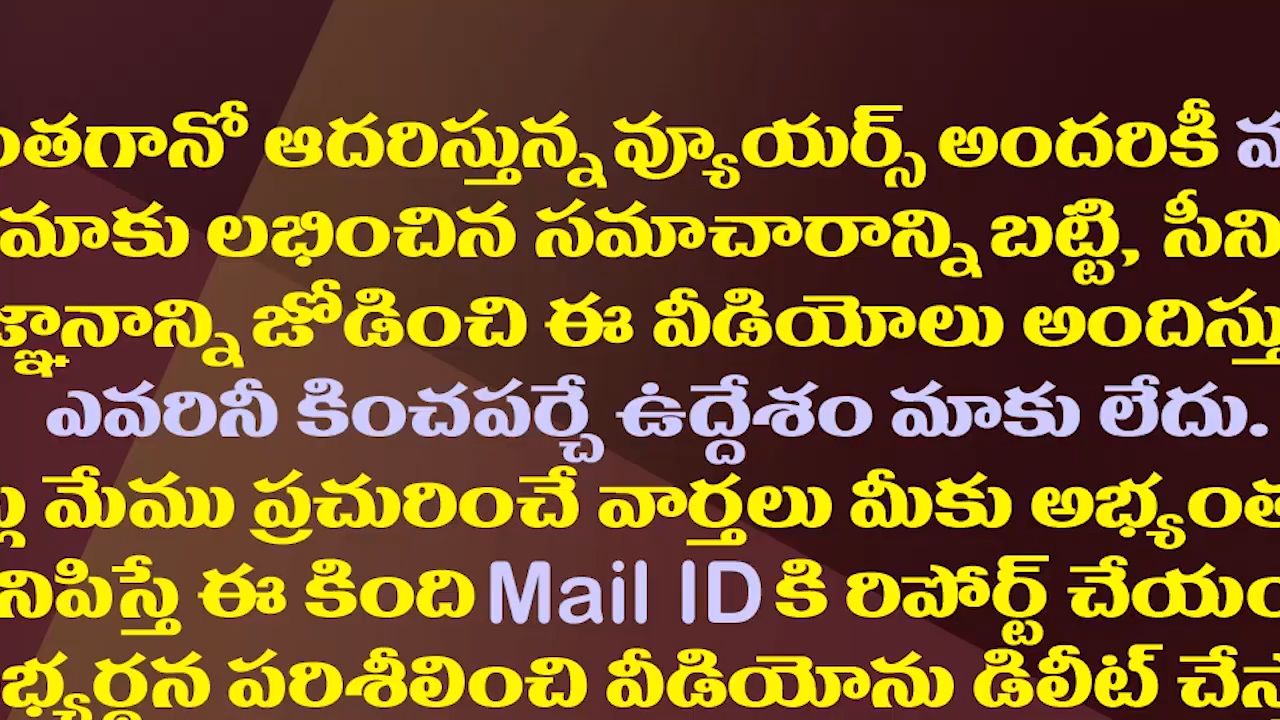 ఆదరిస్తున్న వ్యూయర్స్ అందరికీ
మాకు లభించిన సమాచారాన్ని బట్టి,
జోడించి ఈ వీడియోలు
ఎవరినీ కించపర్చే ఉద్దేశం మాకు లేదు.
మేము ప్రచురించే వార్తలు మీకు
ఈ కింది Mail ID కి రిపోర్ట్
పరిశీలించి వీడియోను డిలీట్